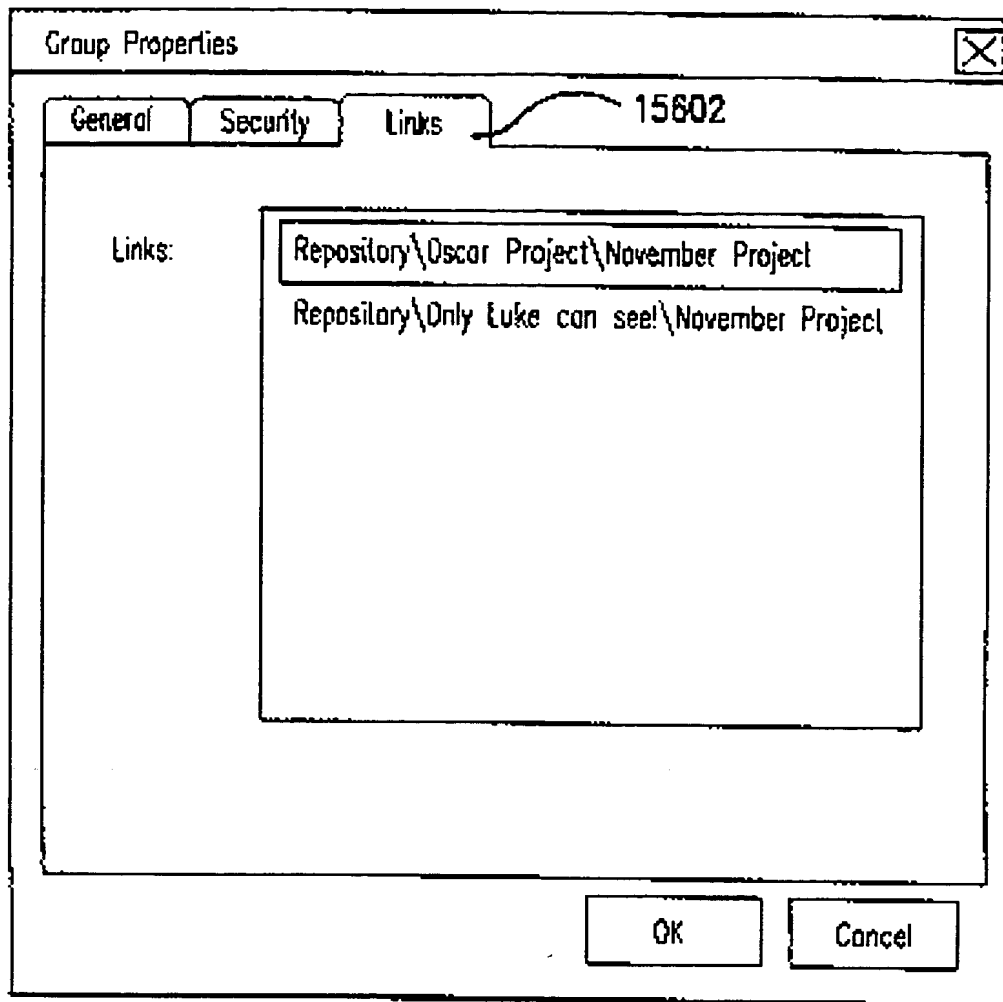 Group Properties
General Security Links 15602
Links:
Repository\Oscar Project\November Project
Repository\Only Luke can see!\November Project
OK Cancel